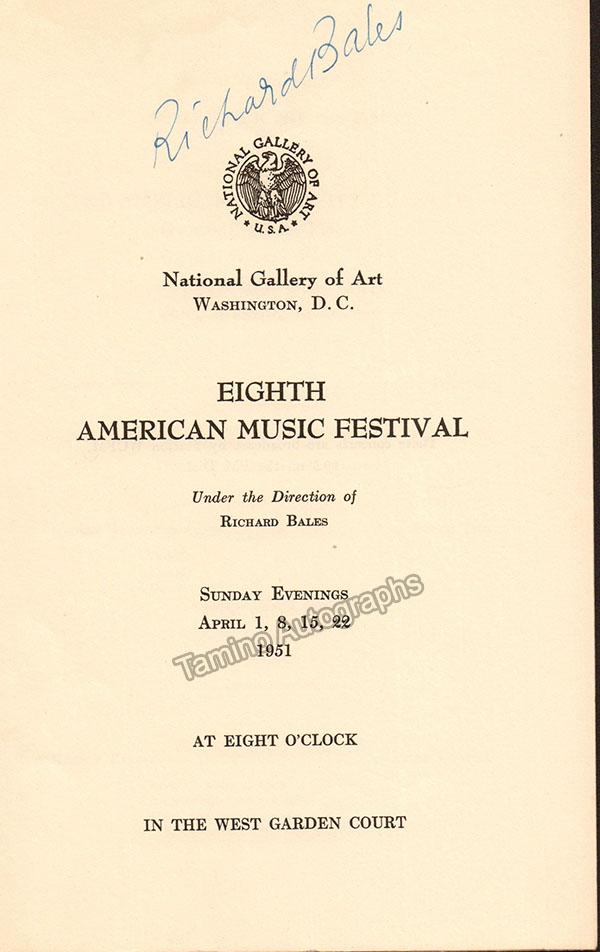 Richard Bales
NATIONAL GALLERY OF ART
★ U.S.A. ★
National Gallery of Art
WASHINGTON, D. C.
EIGHTH
AMERICAN MUSIC FESTIVAL
Under the Direction of
RICHARD BALES
SUNDAY EVENINGS
APRIL 1, 8, 15, 22
1951
Tamino Autographs
AT EIGHT O'CLOCK
IN THE WEST GARDEN COURT